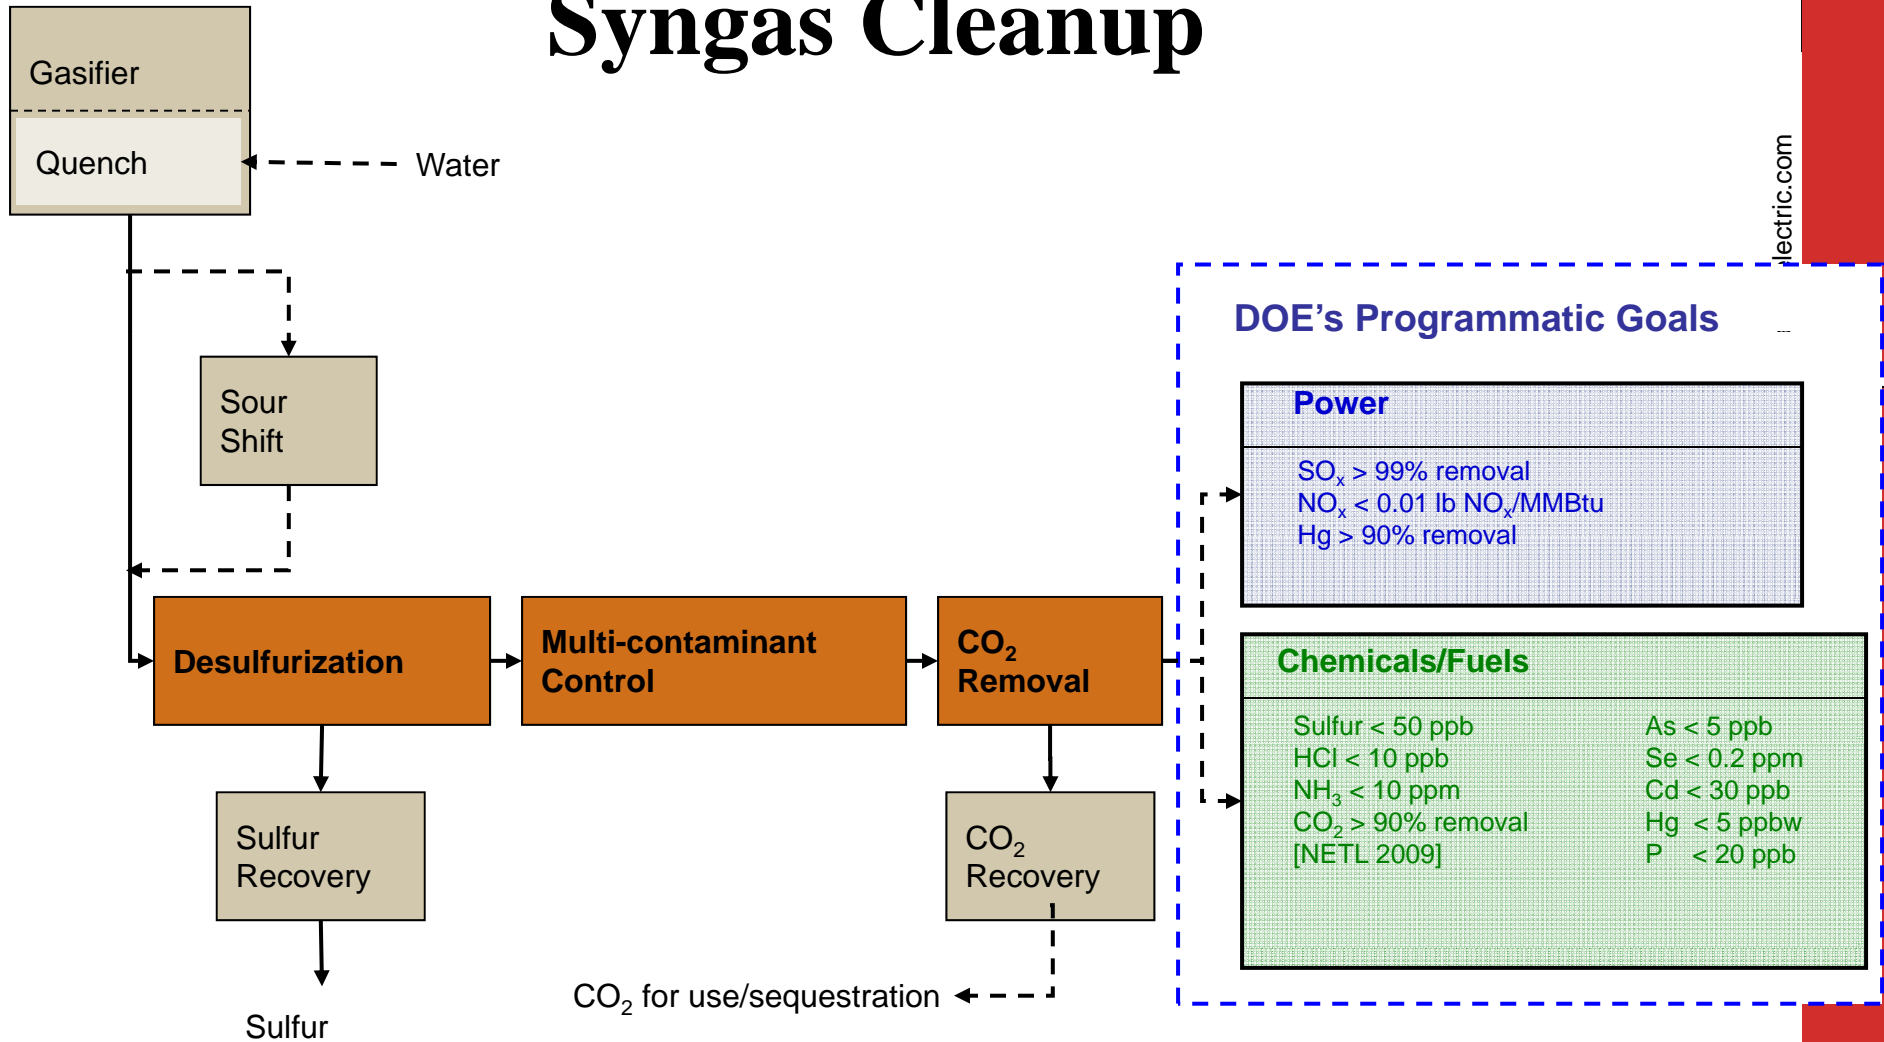 Syngas Cleanup
Gasifier
Quench
Water
Sour
Shift
Desulfurization
Multi-contaminant
Control
CO₂
Removal
Sulfur
Recovery
CO₂
Recovery
Sulfur
CO₂ for use/sequestration
DOE's Programmatic Goals
Power
SOₓ > 99% removal
NOₓ < 0.01 lb NOₓ/MMBtu
Hg > 90% removal
Chemicals/Fuels
Sulfur < 50 ppb
HCl < 10 ppb
NH₃ < 10 ppm
CO₂ > 90% removal
[NETL 2009]
As < 5 ppb
Se < 0.2 ppm
Cd < 30 ppb
Hg < 5 ppbw
P < 20 ppb